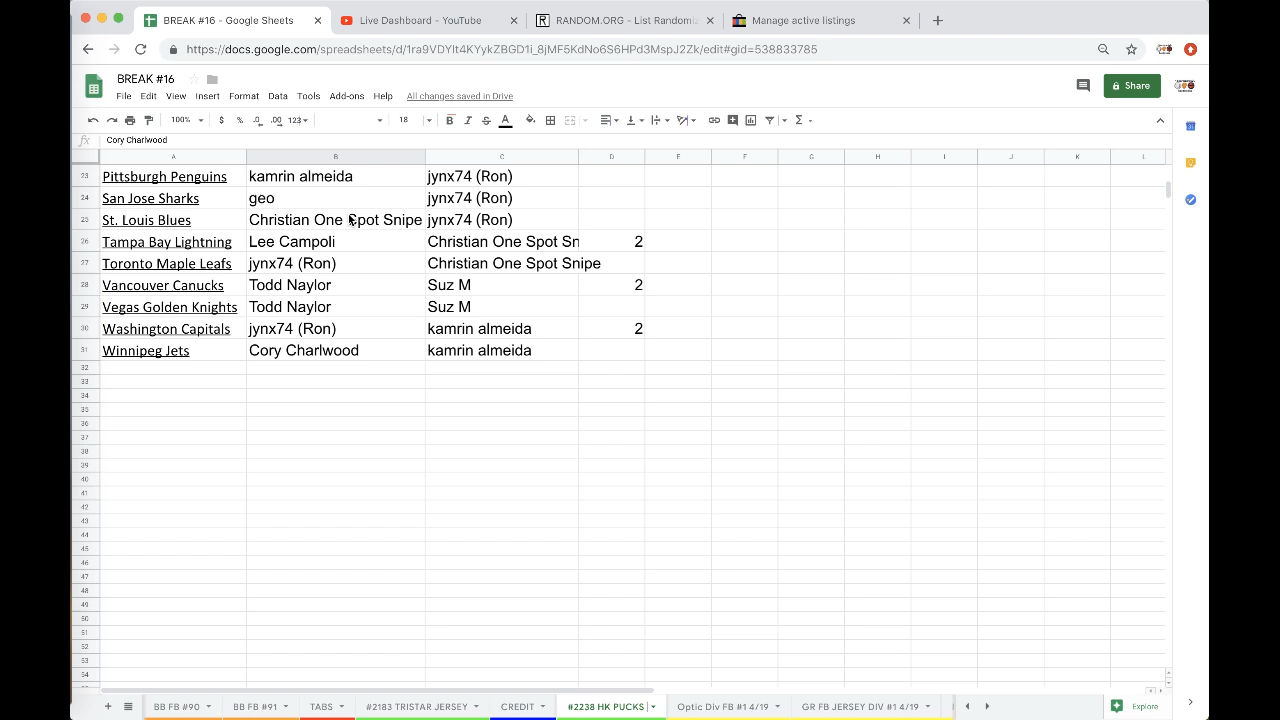 BREAK #16 - Google Sheets
Live Dashboard - YouTube
RANDOM.ORG - List Randomi
Manage active listings
https://docs.google.com/spreadsheets/d/1ra9VDYlt4KYykZBGD1i_8jMF5KdNo6S6HPd3MspJ2Zk/edit#gid=538833785
BREAK #16
File Edit View Insert Format Data Tools Add-ons Help All changes saved in Drive
Share
100% $ % .0 .00 123 18 B I S A
fx Cory Charlwood
A B C D E F G H I J K L
23 Pittsburgh Penguins kamrin almeida jynx74 (Ron)
24 San Jose Sharks geo jynx74 (Ron)
25 St. Louis Blues Christian One Spot Snipe jynx74 (Ron)
26 Tampa Bay Lightning Lee Campoli Christian One Spot Sn 2
27 Toronto Maple Leafs jynx74 (Ron) Christian One Spot Snipe
28 Vancouver Canucks Todd Naylor Suz M 2
29 Vegas Golden Knights Todd Naylor Suz M
30 Washington Capitals jynx74 (Ron) kamrin almeida 2
31 Winnipeg Jets Cory Charlwood kamrin almeida
32
33
34
35
36
37
38
39
40
41
42
43
44
45
46
47
48
49
50
51
52
53
54
BB FB #90 BB FB #91 TABS #2183 TRISTAR JERSEY CREDIT #2238 HK PUCKS Optic Div FB #1 4/19 GR FB JERSEY DIV #1 4/19 Explore